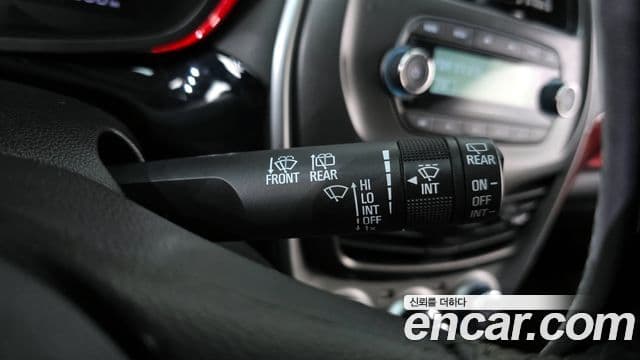 FRONT
REAR
HI
LO
INT
OFF
1x
INT
REAR
ON
OFF
INT
신뢰를 더하다
encar.com